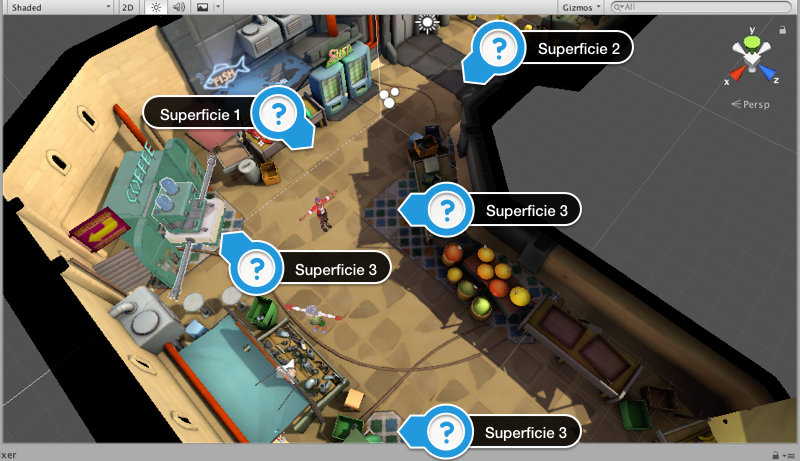 Shaded
2D
Gizmos
All
Superficie 2
y
x
z
Persp
FISH
Superficie 1
?
?
COFFEE
?
Superficie 3
?
Superficie 3
?
Superficie 3
xer